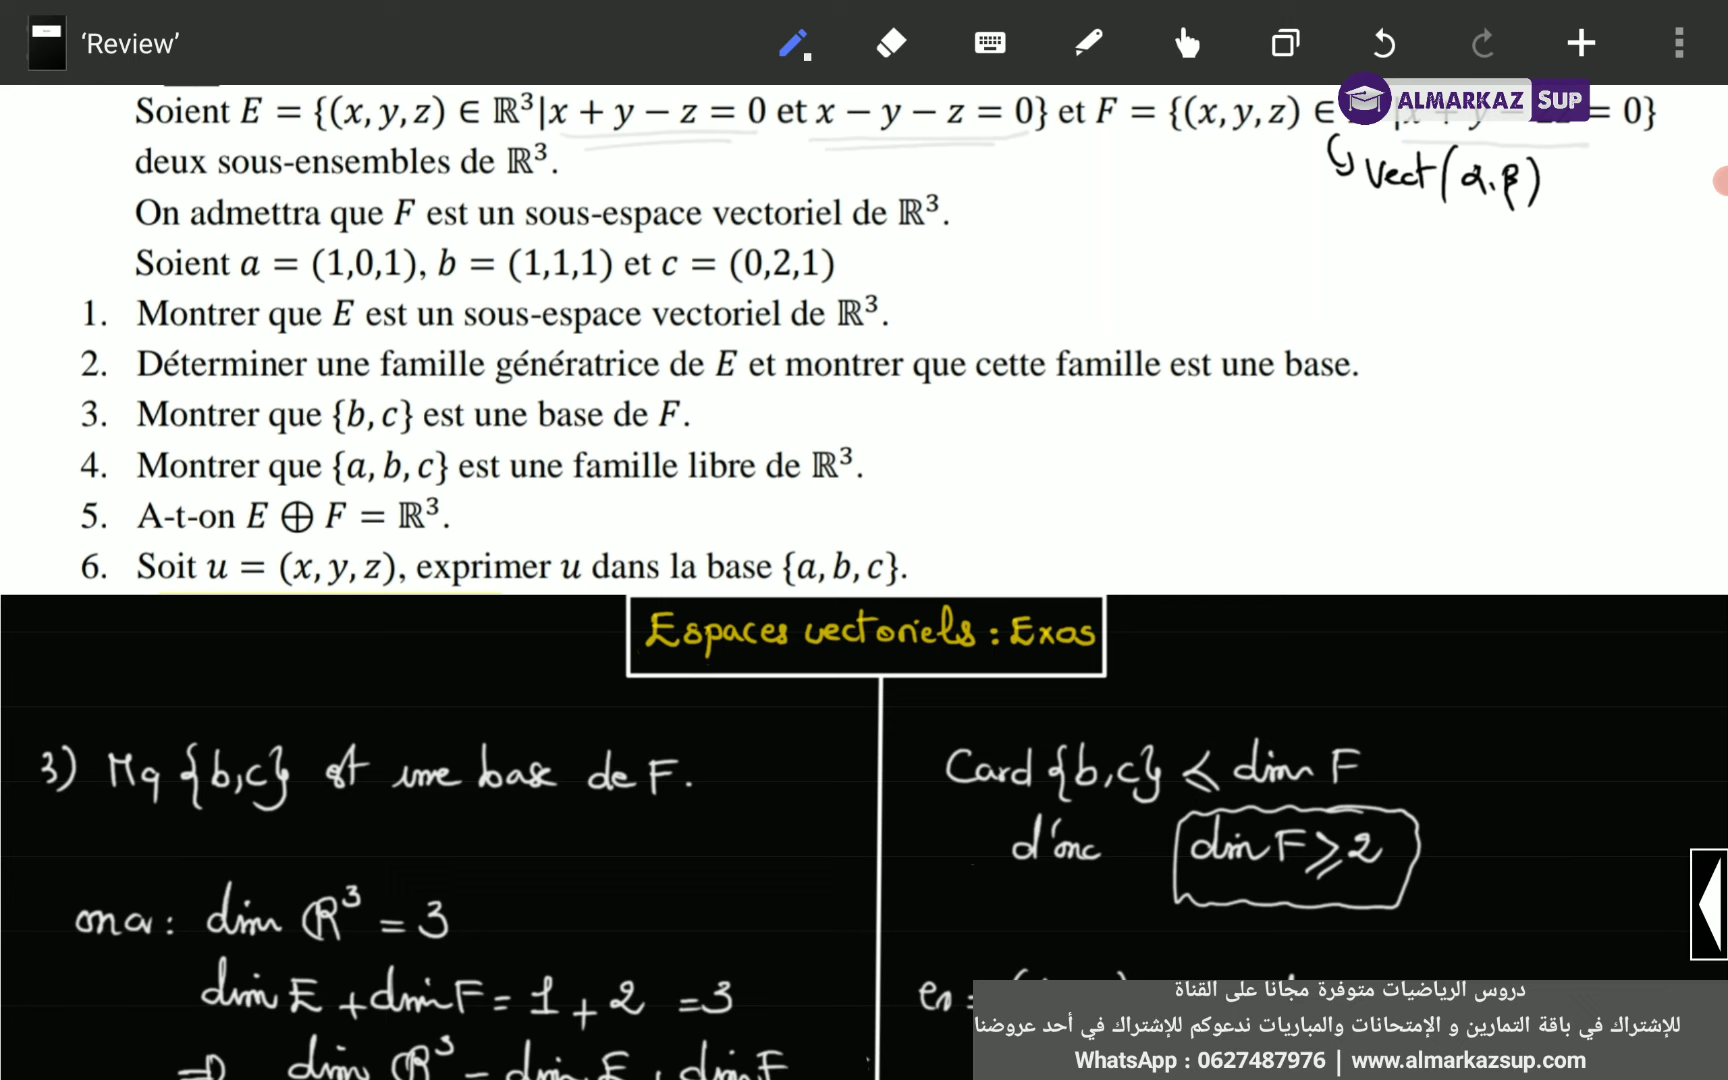 ‘Review’
Soient E = {(x, y, z) ∈ ℝ³|x + y − z = 0 et x − y − z = 0} et F = {(x, y, z) ∈ = 0}
ALMARKAZ SUP
deux sous-ensembles de ℝ³.
Vect(α,β)
On admettra que F est un sous-espace vectoriel de ℝ³.
Soient a = (1,0,1), b = (1,1,1) et c = (0,2,1)
1. Montrer que E est un sous-espace vectoriel de ℝ³.
2. Déterminer une famille génératrice de E et montrer que cette famille est une base.
3. Montrer que {b, c} est une base de F.
4. Montrer que {a, b, c} est une famille libre de ℝ³.
5. A-t-on E ⊕ F = ℝ³.
6. Soit u = (x, y, z), exprimer u dans la base {a, b, c}.
Espaces vectoriels : Exos
3) Mq {b,c} est une base de F.
on a : dim ℝ³ = 3
dim E + dim F = 1 + 2 = 3
⇒ dim ℝ³ = dim E + dim F
Card {b,c} ⩽ dim F
d'onc dim F ⩾ 2
دروس الرياضيات متوفرة مجانا على القناة
للإشتراك في باقة التمارين و الإمتحانات والمباريات ندعوكم للإشتراك في أحد عروضنا
WhatsApp : 0627487976 | www.almarkazsup.com